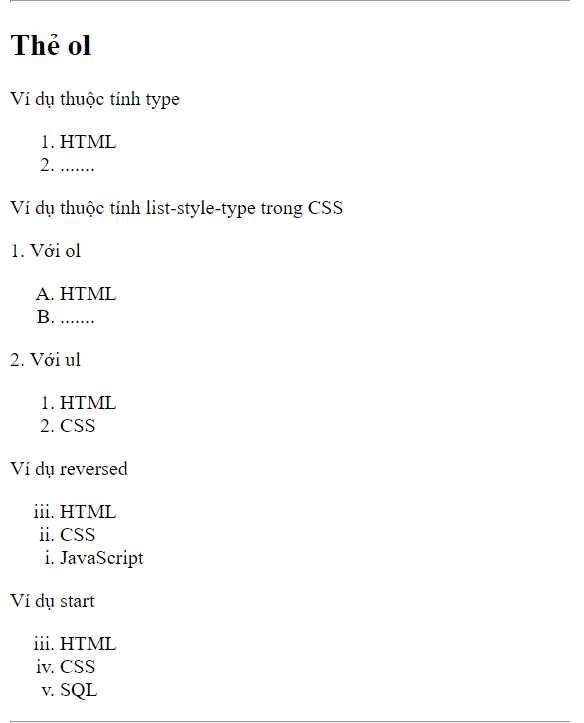 Thẻ ol
Ví dụ thuộc tính type
1. HTML
2. .......
Ví dụ thuộc tính list-style-type trong CSS
1. Với ol
A. HTML
B. .......
2. Với ul
1. HTML
2. CSS
Ví dụ reversed
iii. HTML
ii. CSS
i. JavaScript
Ví dụ start
iii. HTML
iv. CSS
v. SQL